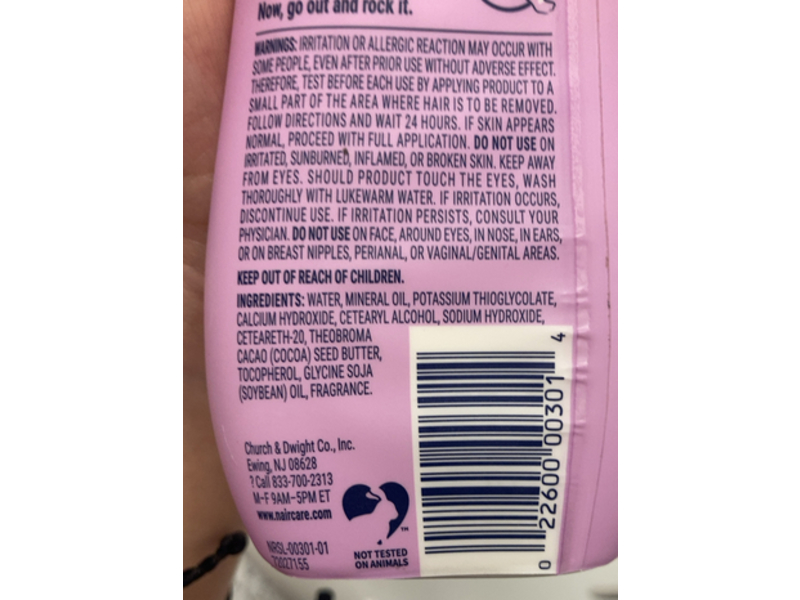 Now, go out and rock it.
WARNINGS: IRRITATION OR ALLERGIC REACTION MAY OCCUR WITH
SOME PEOPLE, EVEN AFTER PRIOR USE WITHOUT ADVERSE EFFECT.
THEREFORE, TEST BEFORE EACH USE BY APPLYING PRODUCT TO A
SMALL PART OF THE AREA WHERE HAIR IS TO BE REMOVED.
FOLLOW DIRECTIONS AND WAIT 24 HOURS. IF SKIN APPEARS
NORMAL, PROCEED WITH FULL APPLICATION. DO NOT USE ON
IRRITATED, SUNBURNED, INFLAMED, OR BROKEN SKIN. KEEP AWAY
FROM EYES. SHOULD PRODUCT TOUCH THE EYES, WASH
THOROUGHLY WITH LUKEWARM WATER. IF IRRITATION OCCURS,
DISCONTINUE USE. IF IRRITATION PERSISTS, CONSULT YOUR
PHYSICIAN. DO NOT USE ON FACE, AROUND EYES, IN NOSE, IN EARS,
OR ON BREAST NIPPLES, PERIANAL, OR VAGINAL/GENITAL AREAS.
KEEP OUT OF REACH OF CHILDREN.
INGREDIENTS: WATER, MINERAL OIL, POTASSIUM THIOGLYCOLATE,
CALCIUM HYDROXIDE, CETEARYL ALCOHOL, SODIUM HYDROXIDE,
CETEARETH-20, THEOBROMA
CACAO (COCOA) SEED BUTTER,
TOCOPHEROL, GLYCINE SOJA
(SOYBEAN) OIL, FRAGRANCE.
Church & Dwight Co., Inc.
Ewing, NJ 08628
? Call 833-700-2313
M-F 9AM-5PM ET
www.naircare.com
NRSL-00301-01
72027155
TM
NOT TESTED
ON ANIMALS
0 22600 00301 4